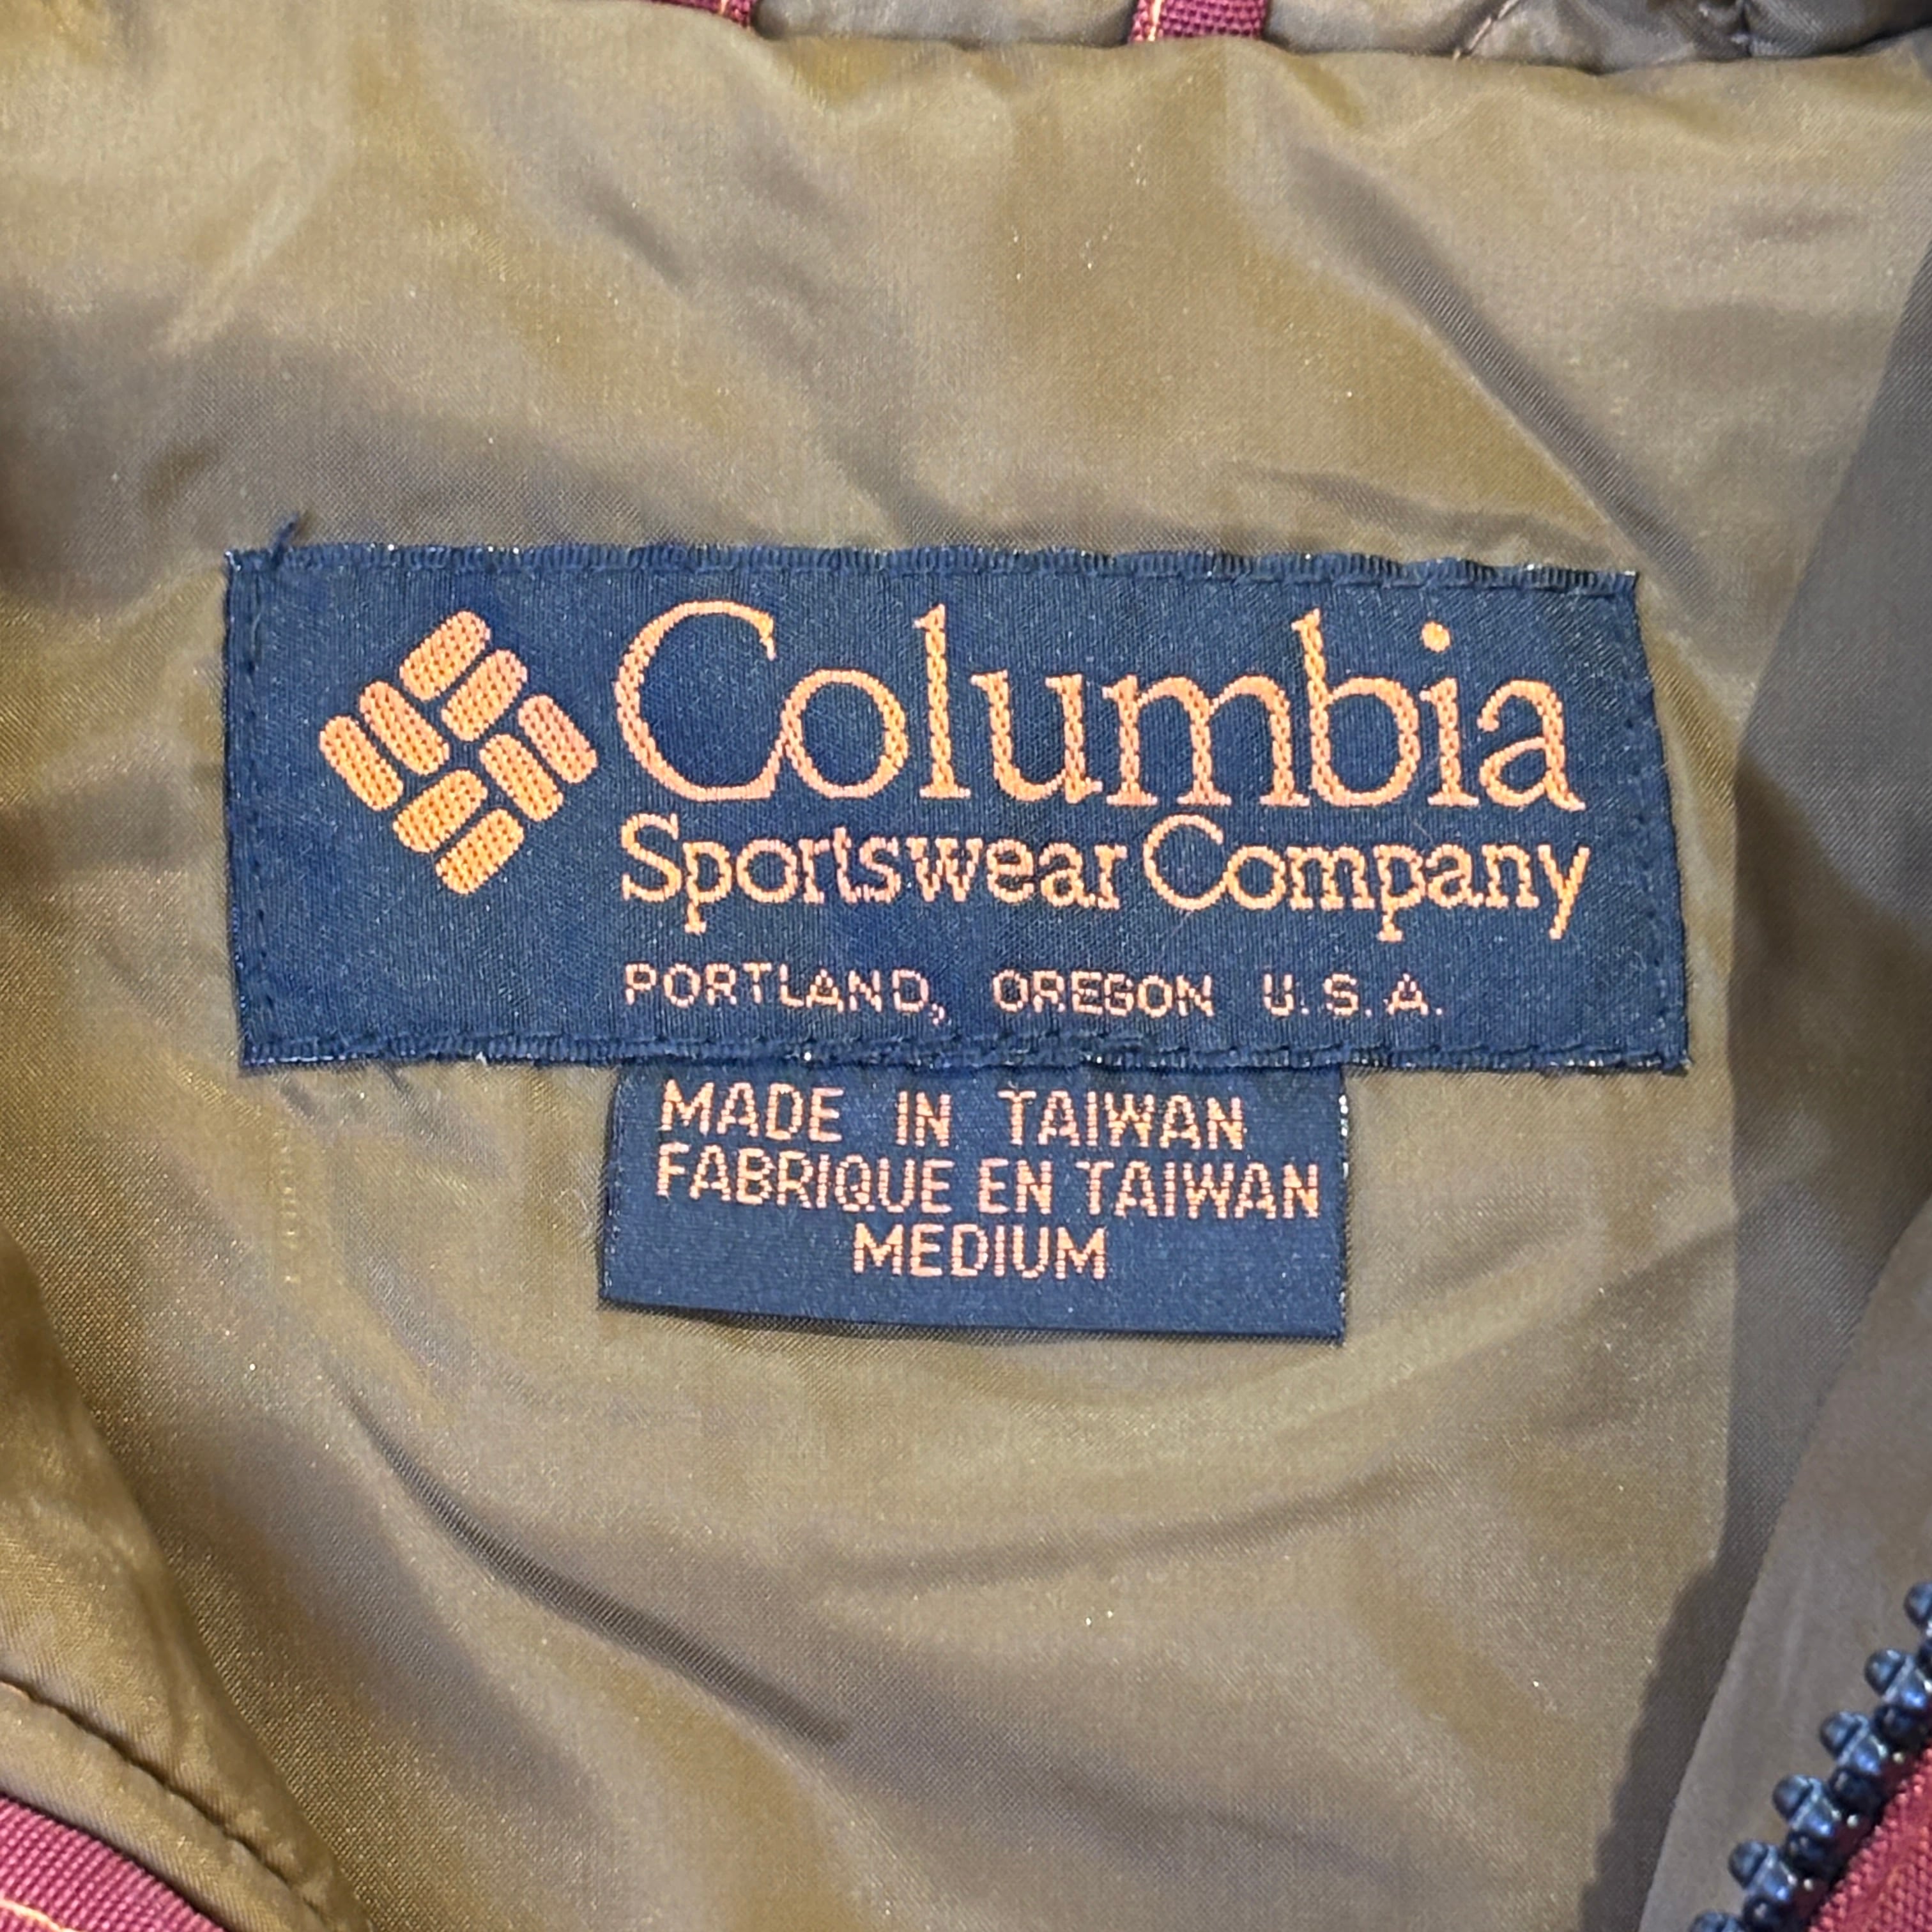 Columbia
Sportswear Company
PORTLAND, OREGON U.S.A.
MADE IN TAIWAN
FABRIQUE EN TAIWAN
MEDIUM